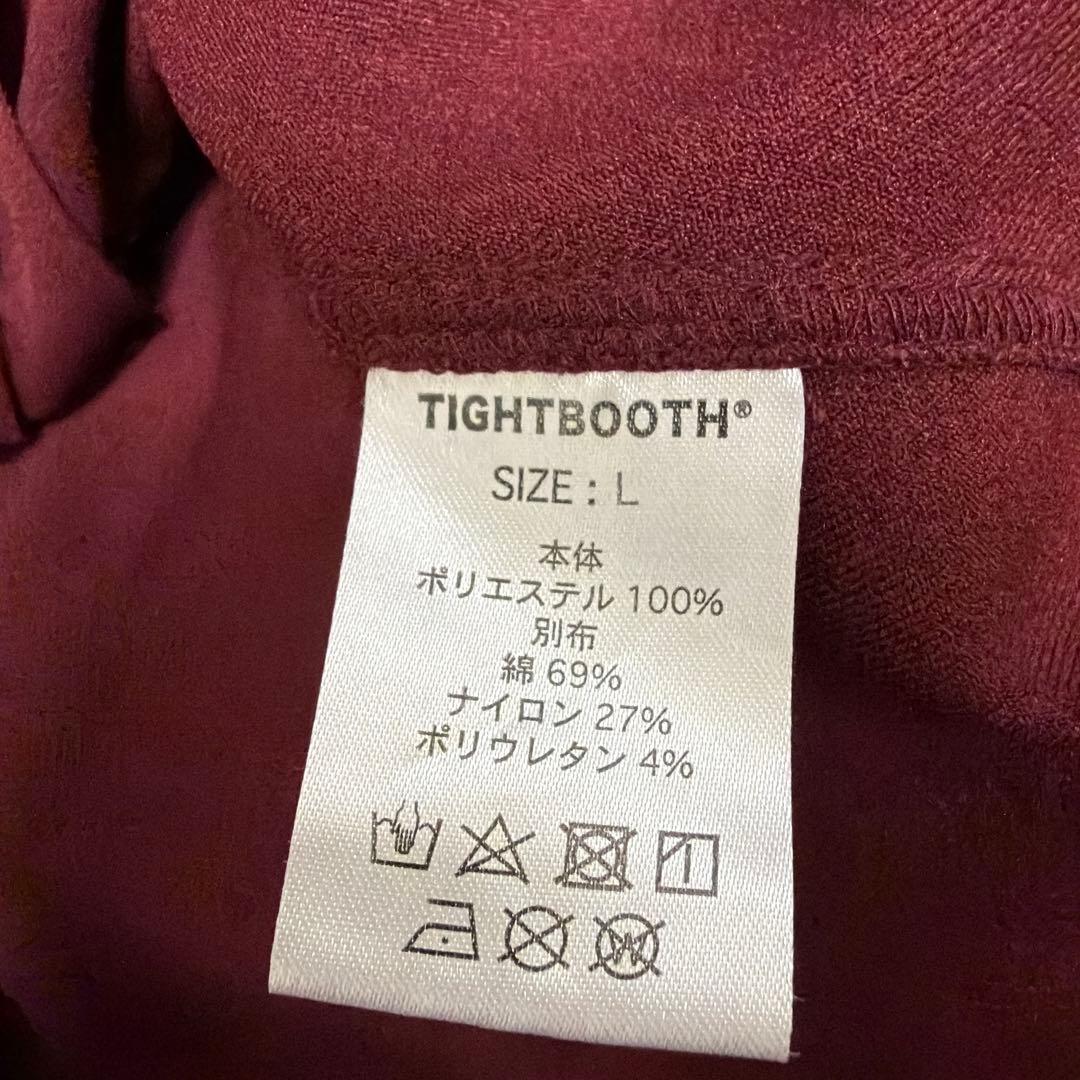 TIGHTBOOTH®
SIZE : L
本体
ポリエステル 100%
別布
綿 69%
ナイロン 27%
ポリウレタン 4%
W